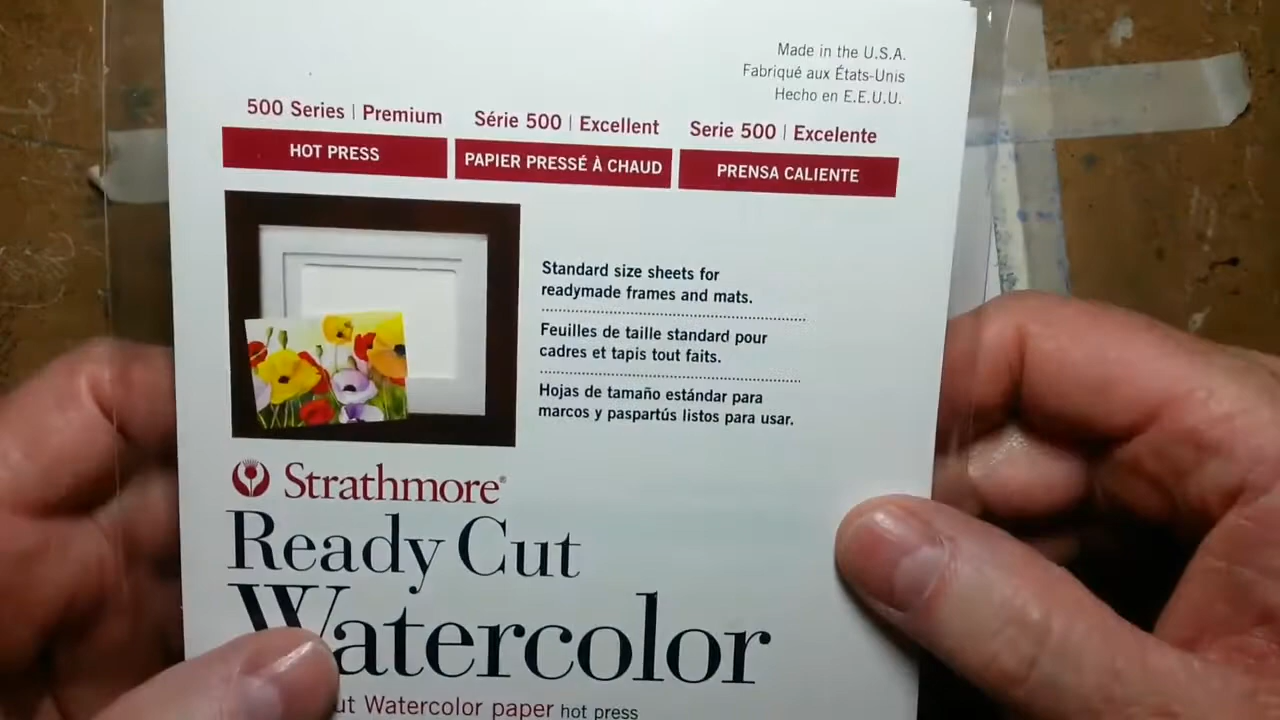 Made in the U.S.A.
Fabriqué aux États-Unis
Hecho en E.E.U.U.
500 Series | Premium
HOT PRESS
Série 500 | Excellent
PAPIER PRESSÉ À CHAUD
Serie 500 | Excelente
PRENSA CALIENTE
Standard size sheets for
readymade frames and mats.
Feuilles de taille standard pour
cadres et tapis tout faits.
Hojas de tamaño estándar para
marcos y paspartús listos para usar.
Strathmore®
Ready Cut
Watercolor
ut Watercolor paper hot press